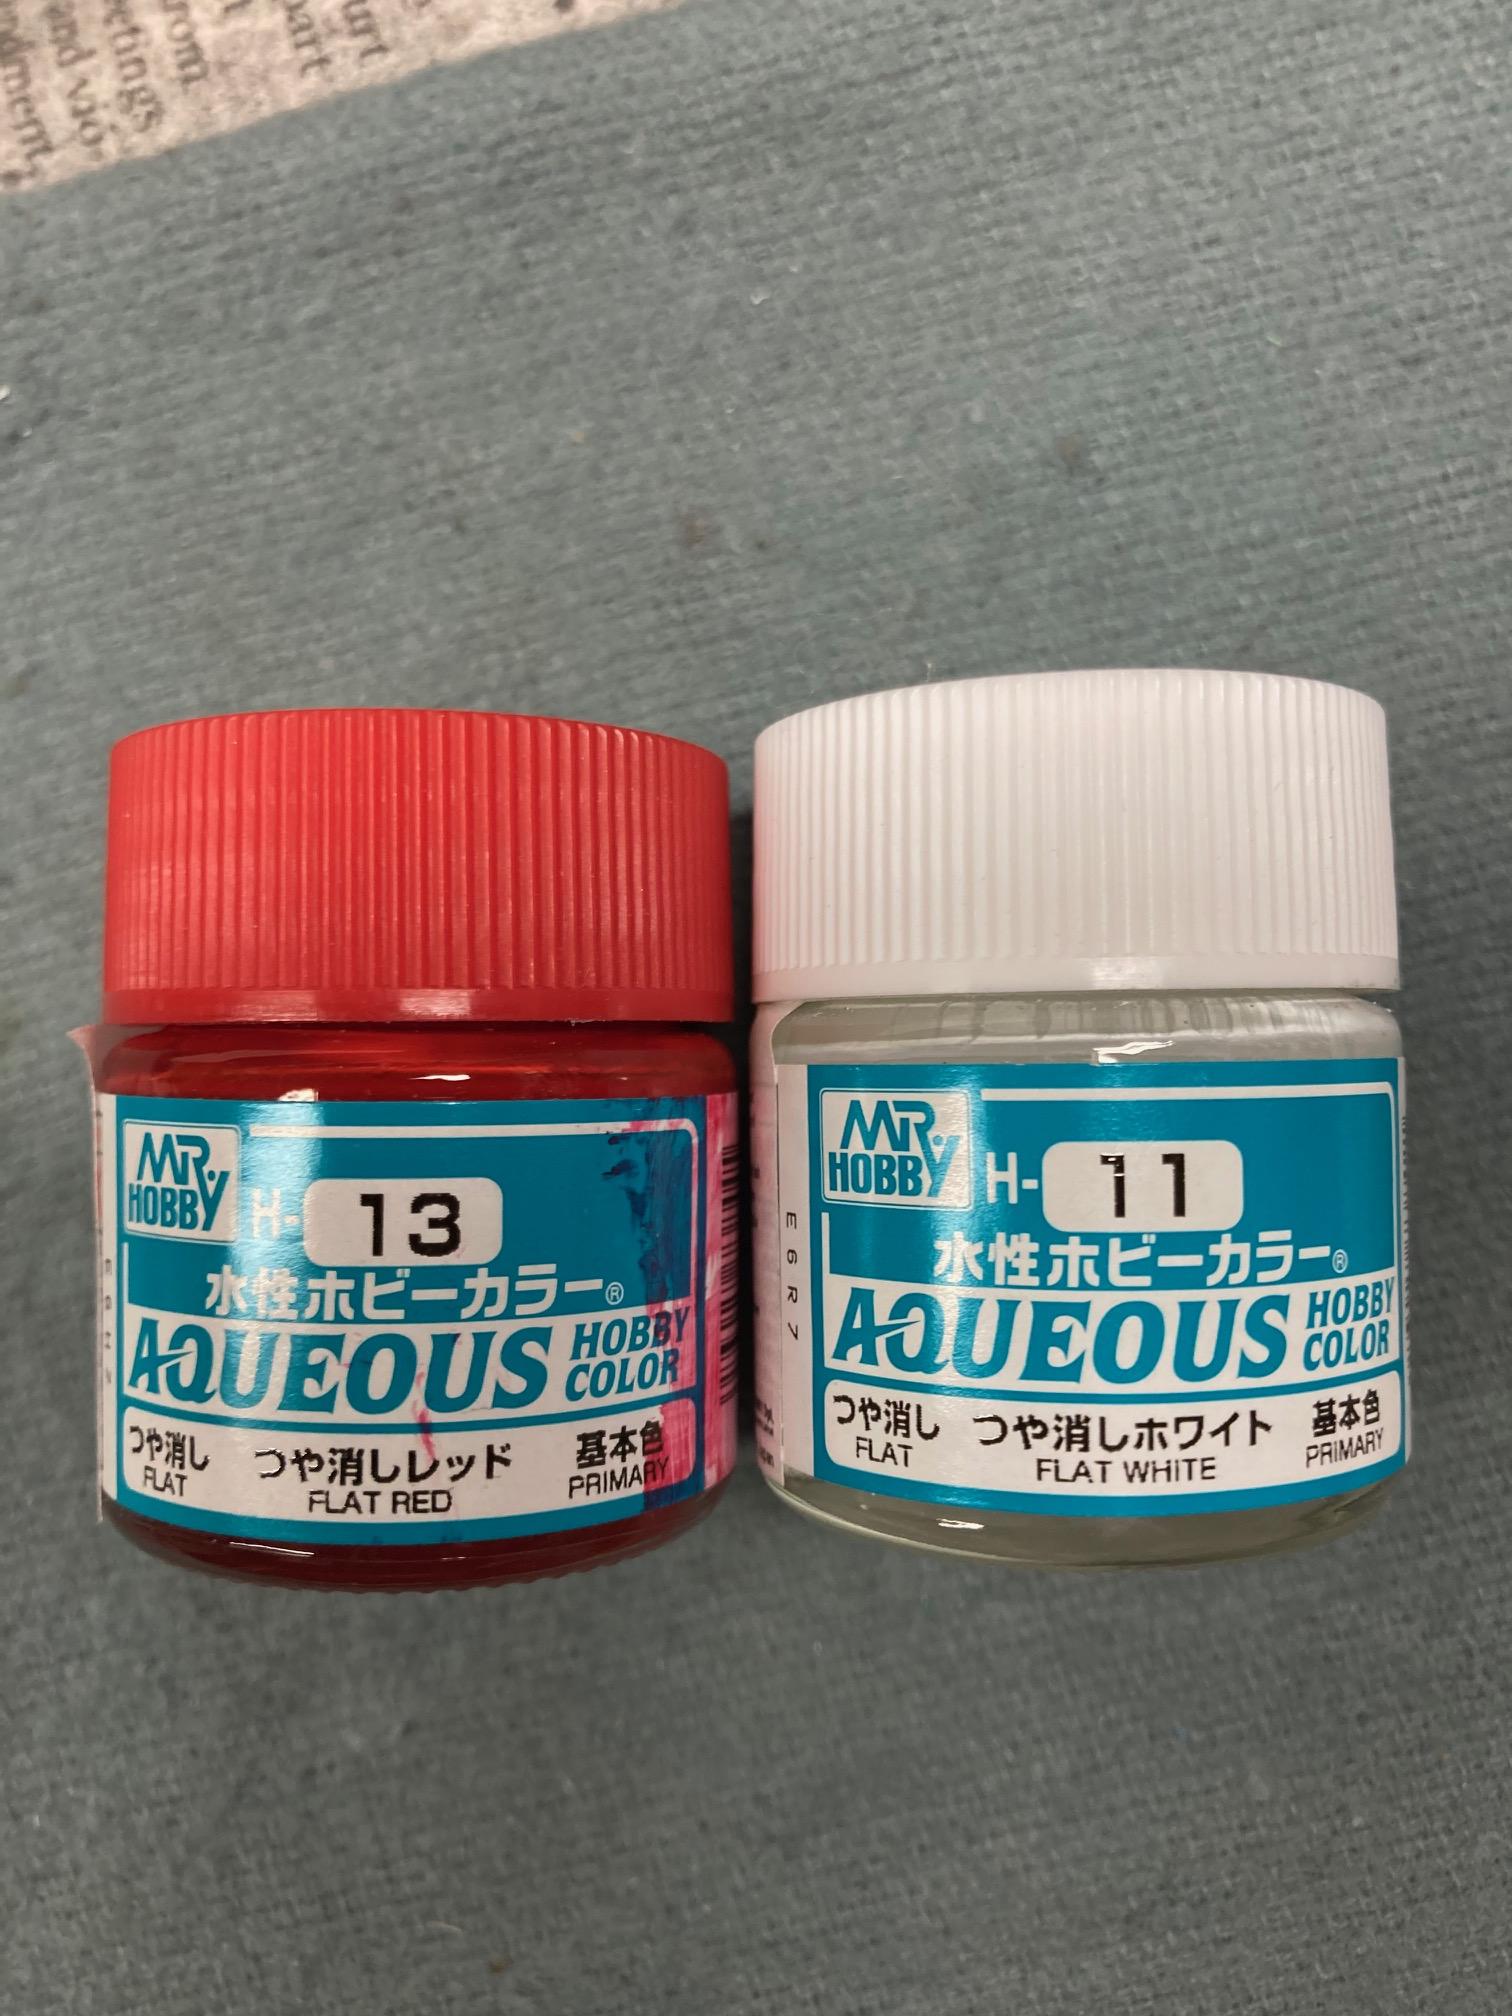 MR.
HOBBY
H-13
水性ホビーカラー®
AQUEOUS HOBBY
COLOR
つや消し つや消しレッド 基本色
FLAT FLAT RED PRIMARY
MR.
HOBBY
H-11
水性ホビーカラー®
AQUEOUS HOBBY
COLOR
つや消し つや消しホワイト 基本色
FLAT FLAT WHITE PRIMARY
E6R7